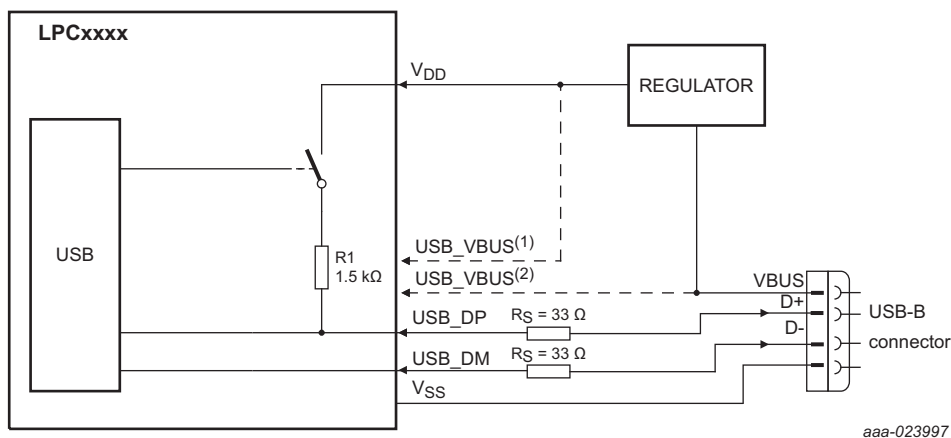 LPCxxxx
VDD
REGULATOR
USB
R1
1.5 kΩ
USB_VBUS(1)
USB_VBUS(2)
VBUS
D+
USB-B
connector
USB_DP
RS = 33 Ω
D-
USB_DM
RS = 33 Ω
VSS
aaa-023997